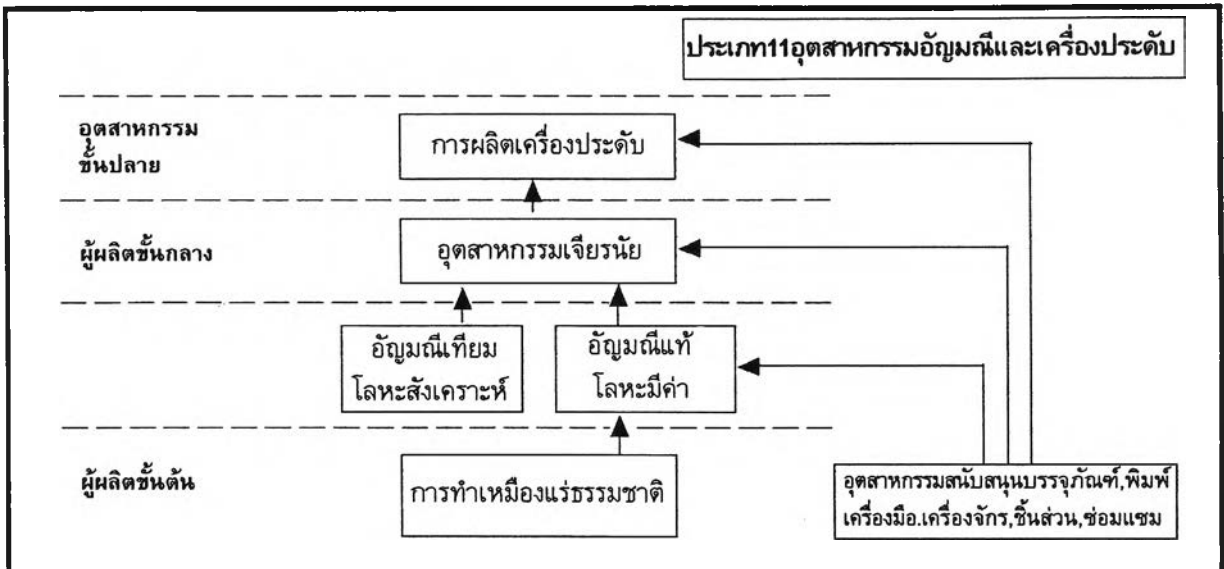 ประเภท11อุตสาหกรรมอัญมณีและเครื่องประดับ
อุตสาหกรรม
ขั้นปลาย
การผลิตเครื่องประดับ
ผู้ผลิตขั้นกลาง
อุตสาหกรรมเจียรนัย
อัญมณีเทียม
โลหะสังเคราะห์
อัญมณีแท้
โลหะมีค่า
ผู้ผลิตขั้นต้น
การทำเหมืองแร่ธรรมชาติ
อุตสาหกรรมสนับสนุนบรรจุภัณฑ์,พิมพ์
เครื่องมือ.เครื่องจักร,ชิ้นส่วน,ซ่อมแซม